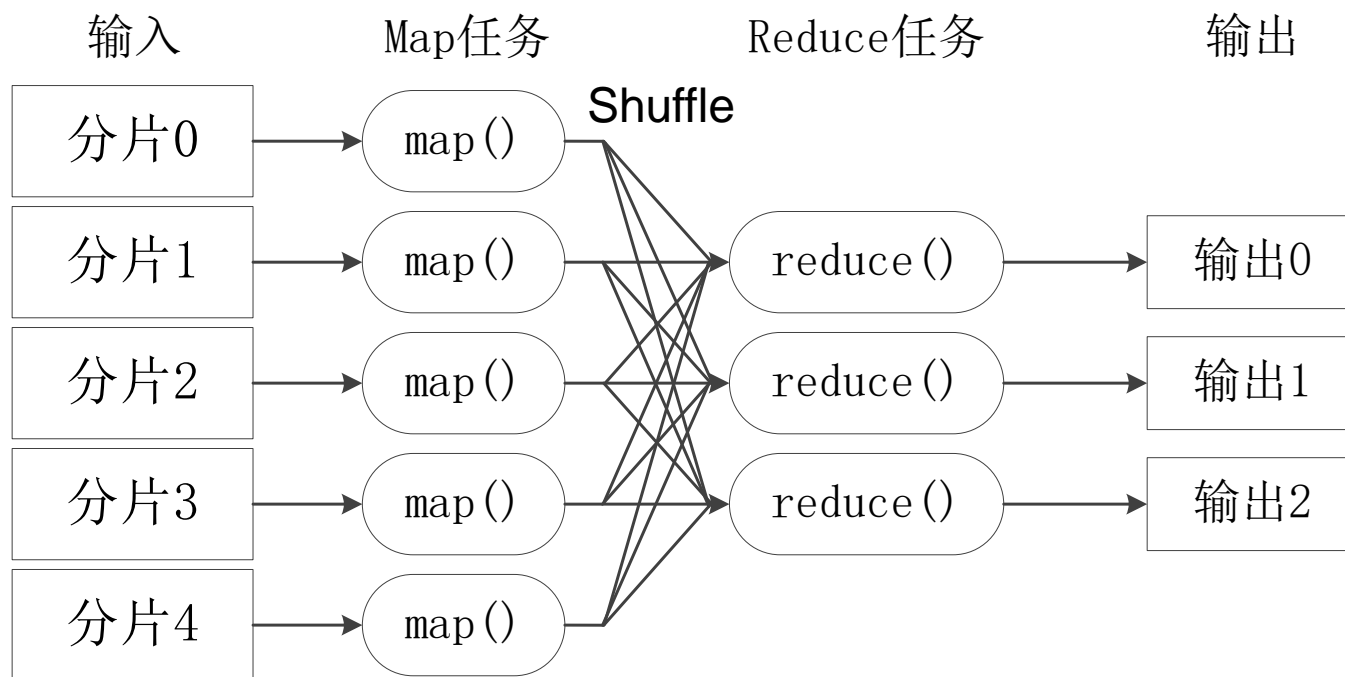 输入 Map任务 Reduce任务 输出
Shuffle
分片0 map()
分片1 map() reduce() 输出0
分片2 map() reduce() 输出1
分片3 map() reduce() 输出2
分片4 map()